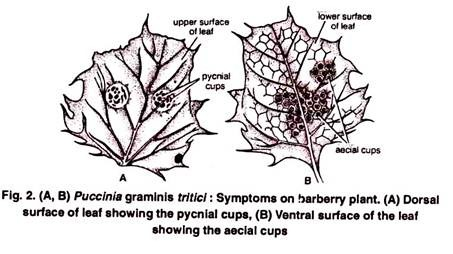 upper surface
of leaf
pycnial
cups
A
lower surface
of leaf
aecial cups
B
Fig. 2. (A, B) Puccinia graminis tritici : Symptoms on barberry plant. (A) Dorsal
surface of leaf showing the pycnial cups, (B) Ventral surface of the leaf
showing the aecial cups